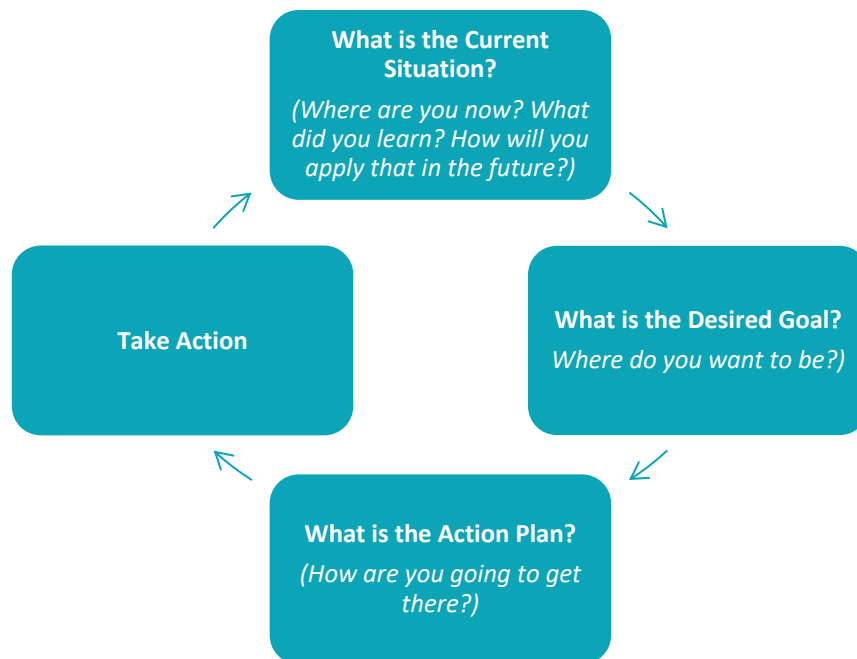 What is the Current
Situation?
(Where are you now? What
did you learn? How will you
apply that in the future?)
Take Action
What is the Desired Goal?
Where do you want to be?)
What is the Action Plan?
(How are you going to get
there?)